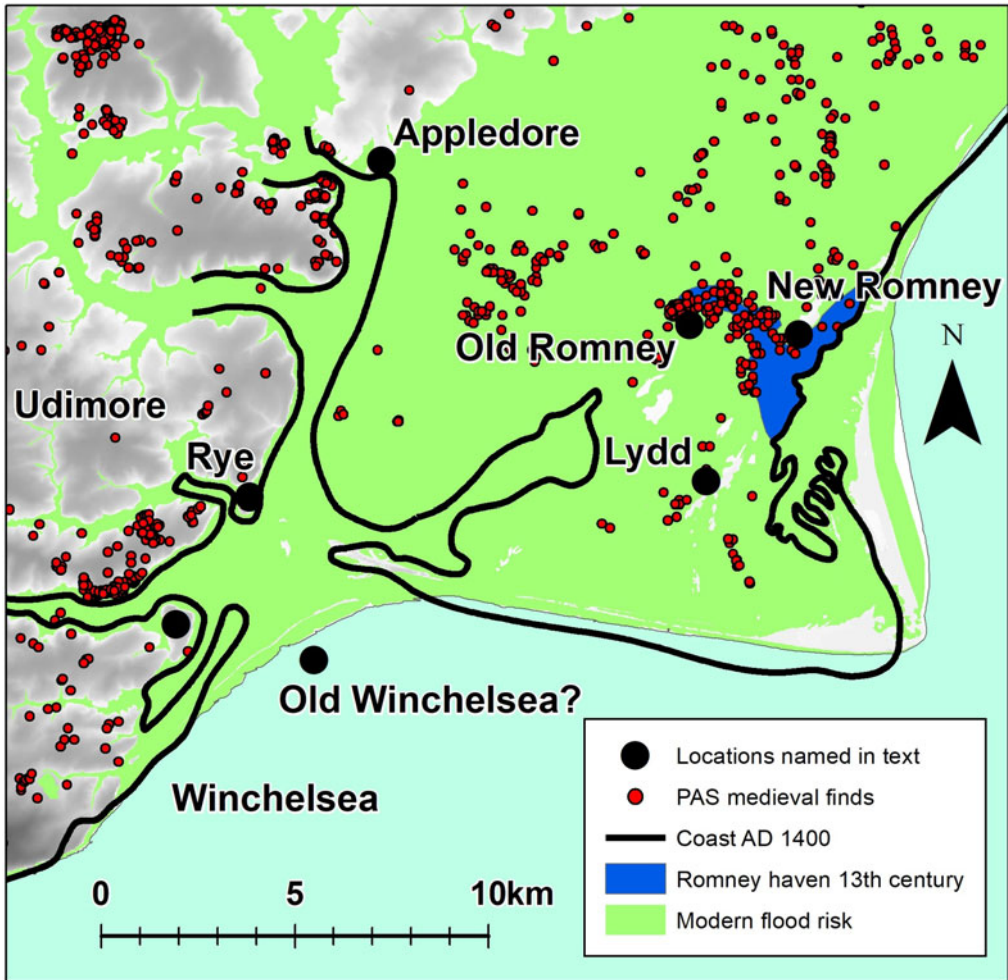 Appledore
New Romney
N
Old Romney
Udimore
Rye
Lydd
Old Winchelsea?
Winchelsea
0 5 10km
Locations named in text
PAS medieval finds
Coast AD 1400
Romney haven 13th century
Modern flood risk